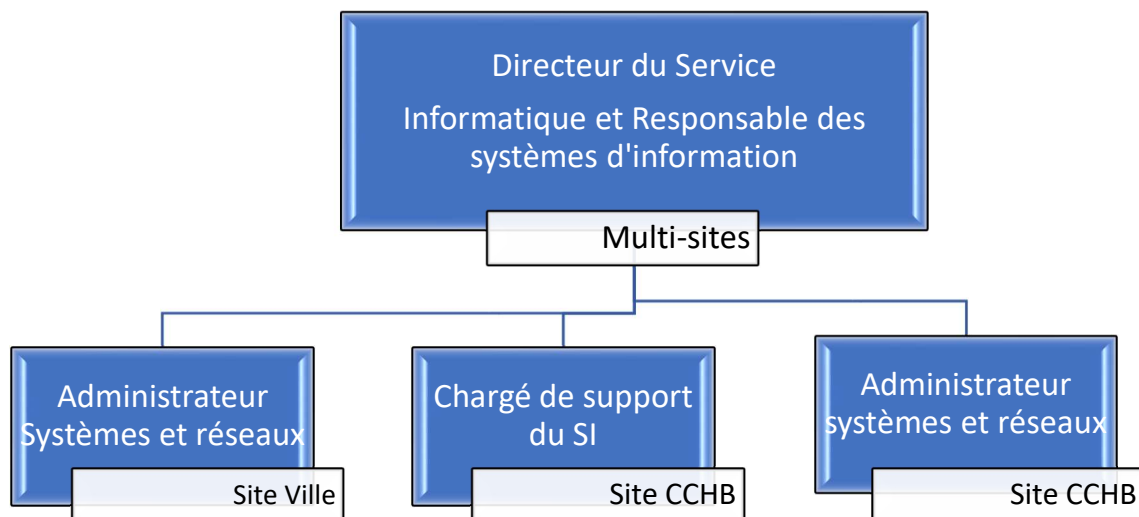 Directeur du Service
Informatique et Responsable des
systèmes d'information
Multi-sites
Administrateur
Systèmes et réseaux
Site Ville
Chargé de support
du SI
Site CCHB
Administrateur
systèmes et réseaux
Site CCHB